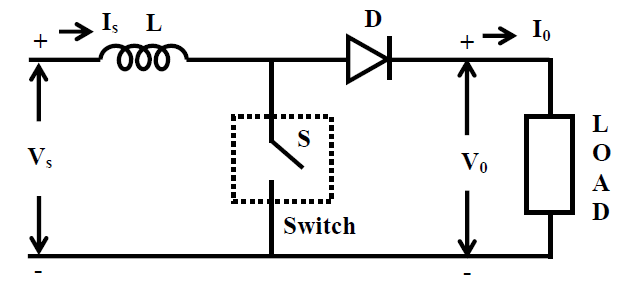 + Iₛ L D + I₀
Vₛ
S
Switch
V₀
L
O
A
D
- -